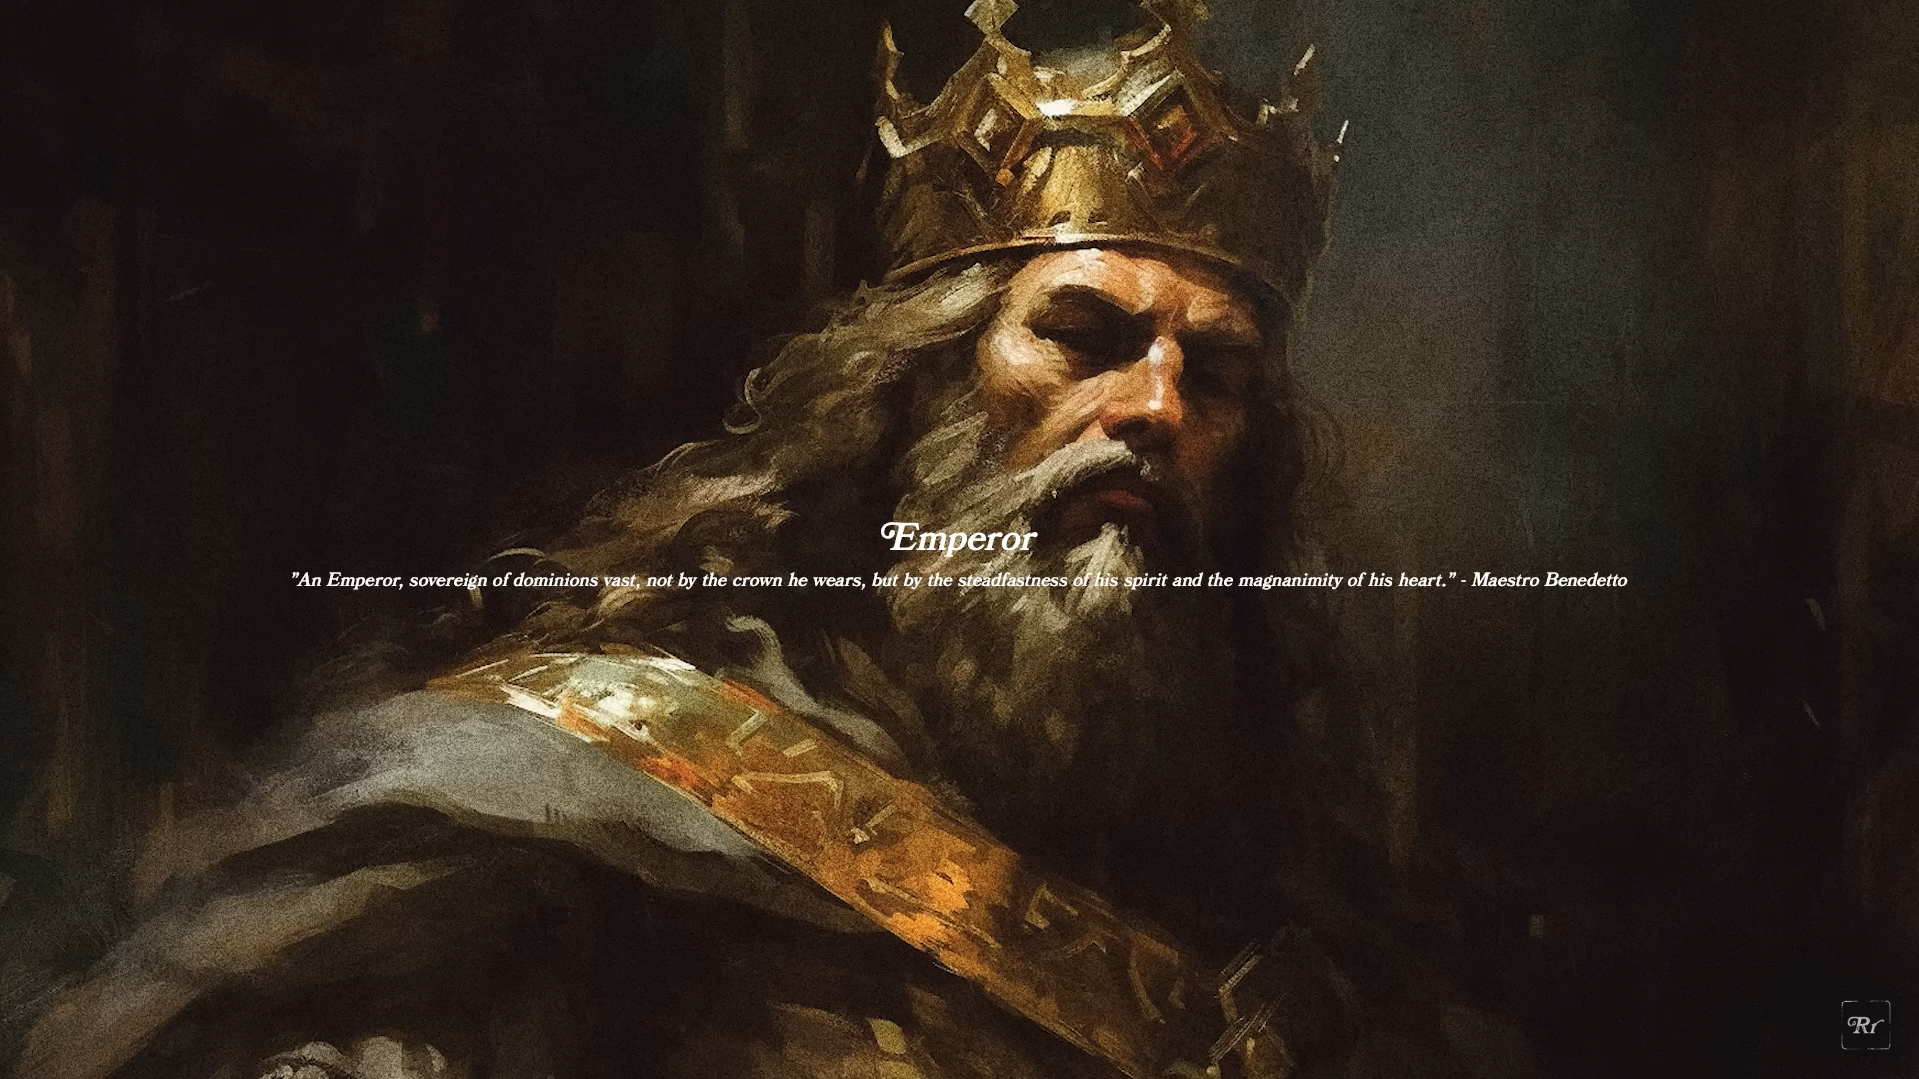 Emperor
"An Emperor, sovereign of dominions vast, not by the crown he wears, but by the steadfastness of his spirit and the magnanimity of his heart." - Maestro Benedetto
Rr